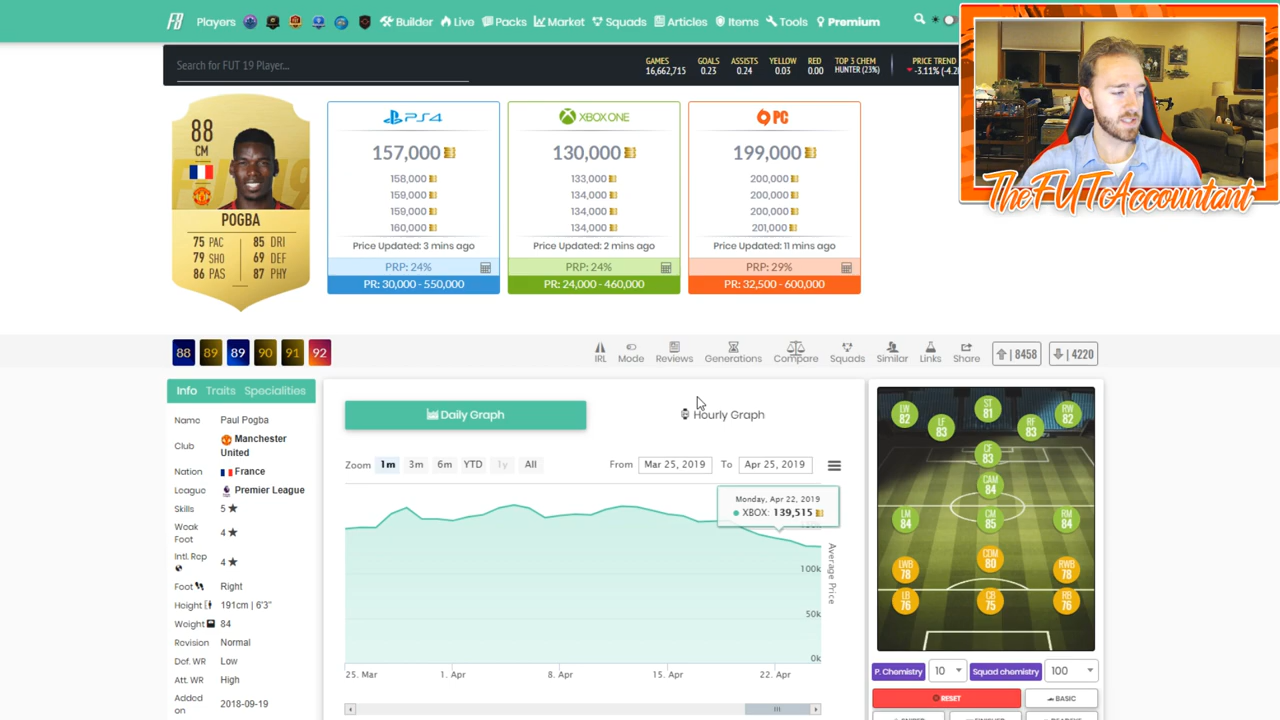 F8 Players Builder Live Packs Market Squads Articles Items Tools Premium
Search for FUT 19 Player...
GAMES 16,662,715
GOALS 0.23
ASSISTS 0.24
YELLOW 0.03
RED 0.00
TOP 3 CHEM HUNTER (23%)
PRICE TREND
-3.11% (-4.2
TheFUTAccountant
88
CM
POGBA
75 PAC 85 DRI
79 SHO 69 DEF
86 PAS 87 PHY
PS4
157,000
158,000
159,000
159,000
160,000
Price Updated: 3 mins ago
PRP: 24%
PR: 30,000 - 550,000
XBOX ONE
130,000
133,000
134,000
134,000
134,000
Price Updated: 2 mins ago
PRP: 24%
PR: 24,000 - 460,000
PC
199,000
200,000
200,000
200,000
201,000
Price Updated: 11 mins ago
PRP: 29%
PR: 32,500 - 600,000
88 89 89 90 91 92
IRL Mode Reviews Generations Compare Squads Similar Links Share | 8458 | 4220
Info Traits Specialities
Name Paul Pogba
Club Manchester United
Nation France
League Premier League
Skills 5
Weak Foot 4
Intl. Rep 4
Foot Right
Height 191cm | 6'3"
Weight 84
Revision Normal
Def. WR Low
Att. WR High
Added on 2018-09-19
Daily Graph
Hourly Graph
Zoom 1m 3m 6m YTD 1y All From Mar 25, 2019 To Apr 25, 2019
Monday, Apr 22, 2019
XBOX: 139,515
100k
50k
0k
Average Price
25. Mar 1. Apr 8. Apr 15. Apr 22. Apr
ST 81
LW 82
RW 82
LF 83
RF 83
CF 83
CAM 84
LM 84
CM 85
RM 84
CDM 80
LWB 78
RWB 78
LB 76
CB 75
RB 76
P. Chemistry 10 Squad chemistry 100
RESET BASIC